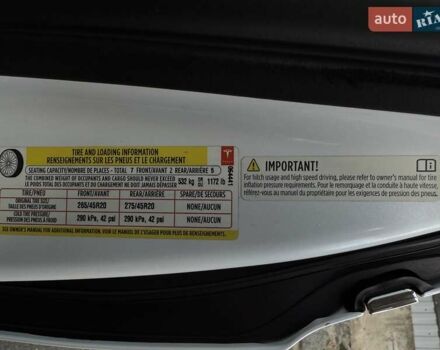 auto RIA
TIRE AND LOADING INFORMATION
RENSEIGNEMENTS SUR LES PNEUS ET LE CHARGEMENT
SEATING CAPACITY/NOMBRE DE PLACES - TOTAL 7 FRONT/AVANT 2 REAR/ARRIÈRE 5
THE COMBINED WEIGHT OF OCCUPANTS AND CARGO SHOULD NEVER EXCEED 532 kg OR OU 1172 lb
LE POIDS TOTAL DES OCCUPANTS ET DU CHARGEMENT NE DOIT JAMAIS DÉPASSER
TIRE/PNEU FRONT/AVANT REAR/ARRIÈRE SPARE/DE SECOURS
ORIGINAL TIRE SIZE/ 265/45R20 275/45R20 NONE/AUCUN
TAILLE DES PNEUS D'ORIGINE
COLD TIRE PRESSURE/ 290 kPa, 42 psi 290 kPa, 42 psi NONE/AUCUN
PRESSION DES PNEUS À FROID
SEE OWNER'S MANUAL FOR ADDITIONAL INFORMATION • VOIR LE MANUEL DE L'USAGER POUR PLUS DE RENSEIGNEMENTS
TESLA
IMPORTANT!
For hitch usage and high speed driving, please refer to owner's manual for tire
inflation pressure requirements. Pour le remorquage et la conduite à haute vitesse,
référez-vous au manuel du propriétaire pour les exigences de pression.